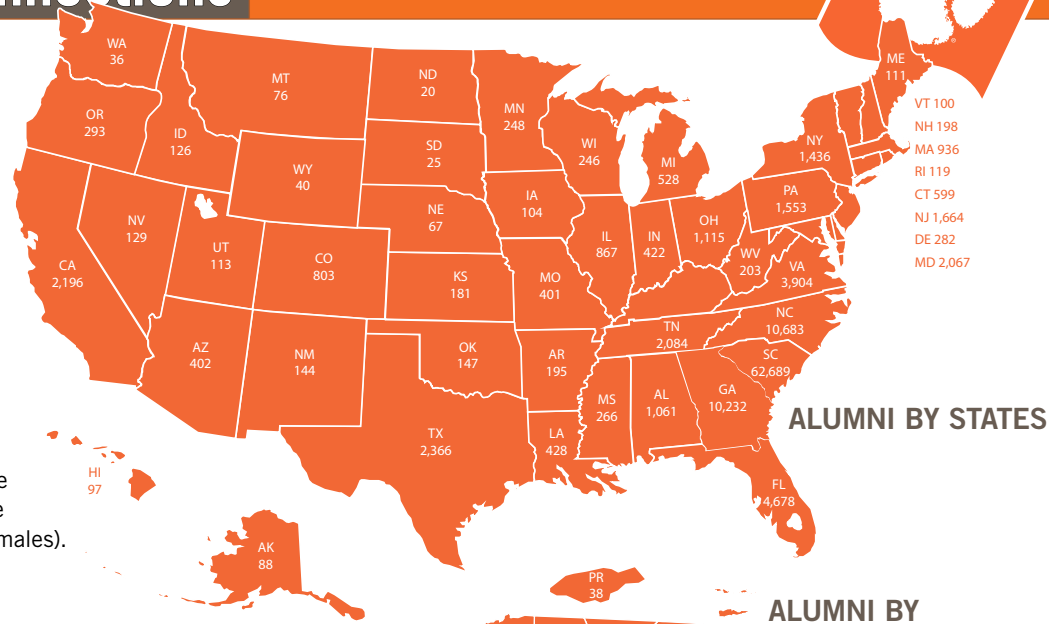 WA
36
MT
76
ND
20
MN
248
ME
111
OR
293
ID
126
SD
25
WI
246
MI
528
NY
1,436
VT 100
NH 198
MA 936
RI 119
CT 599
NJ 1,664
DE 282
MD 2,067
WY
40
NE
67
IA
104
PA
1,553
NV
129
UT
113
CO
803
IL
867
IN
422
OH
1,115
WV
203
VA
3,904
CA
2,196
KS
181
MO
401
NC
10,683
AZ
402
NM
144
OK
147
AR
195
TN
2,084
SC
62,689
MS
266
AL
1,061
GA
10,232
ALUMNI BY STATES
TX
2,366
LA
428
HI
97
FL
4,678
e
e
males).
AK
88
PR
38
ALUMNI BY